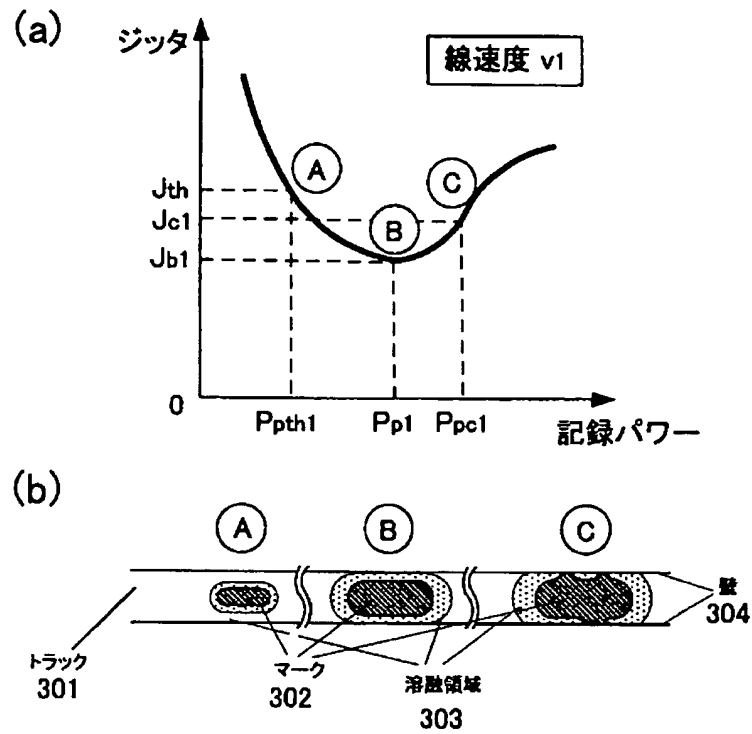 (a)
ジッタ
線速度 v1
A
C
B
Jth
Jc1
Jb1
0
Ppth1
Pp1
Ppc1
記録パワー
(b)
A
B
C
壁
304
トラック
301
マーク
302
溶融領域
303